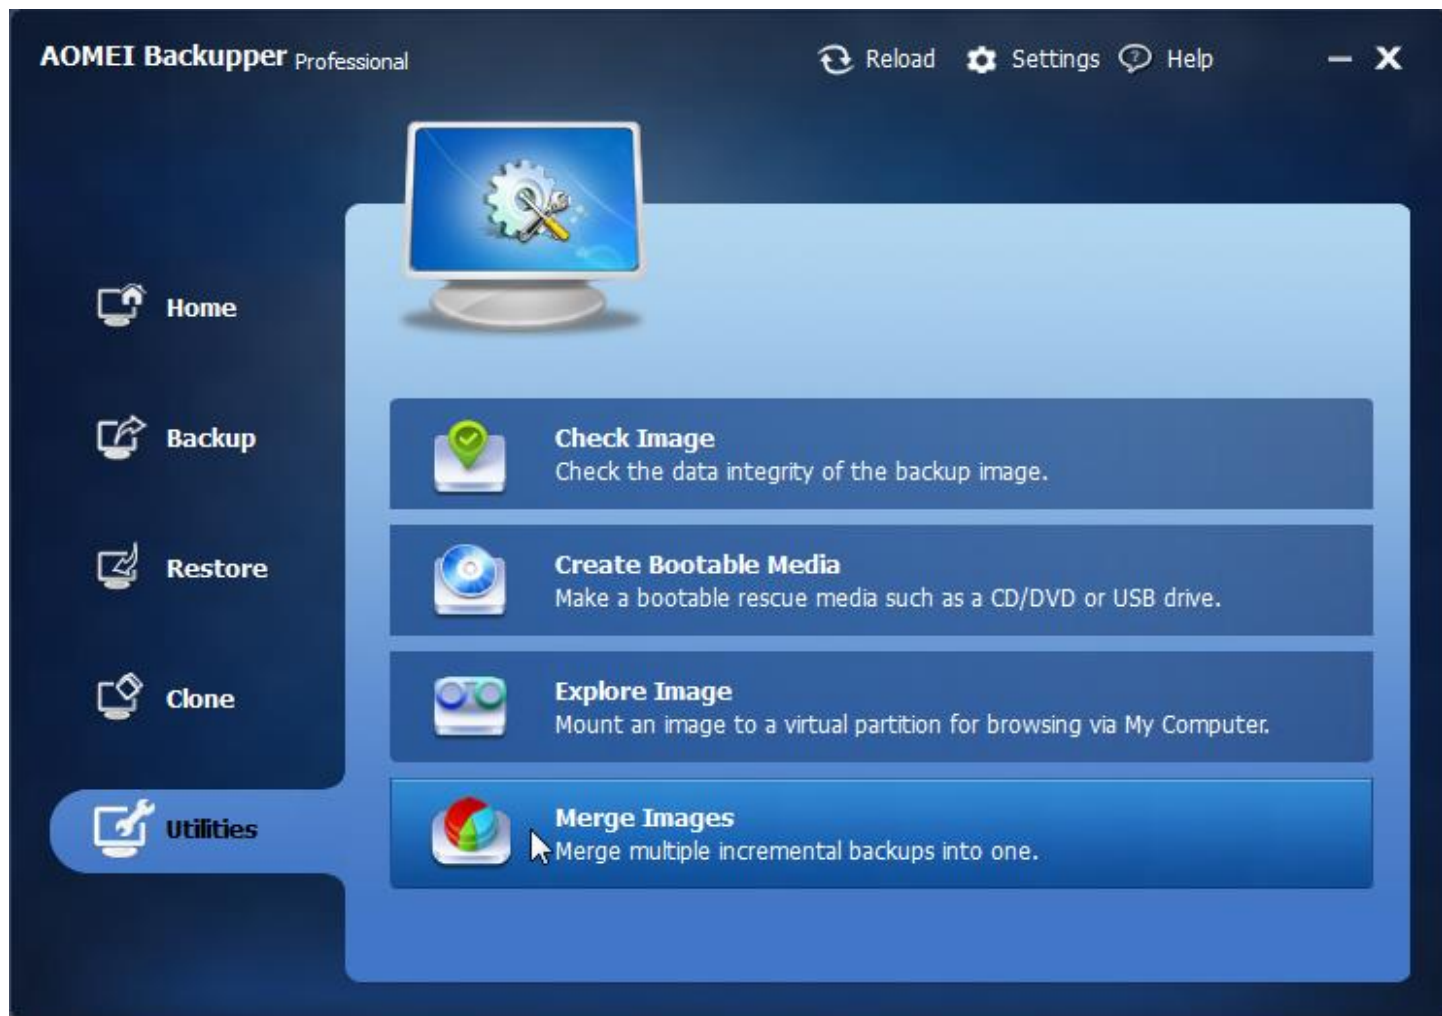 AOMEI Backupper Professional
Reload Settings Help
Home
Backup
Restore
Clone
Utilities
Check Image
Check the data integrity of the backup image.
Create Bootable Media
Make a bootable rescue media such as a CD/DVD or USB drive.
Explore Image
Mount an image to a virtual partition for browsing via My Computer.
Merge Images
Merge multiple incremental backups into one.